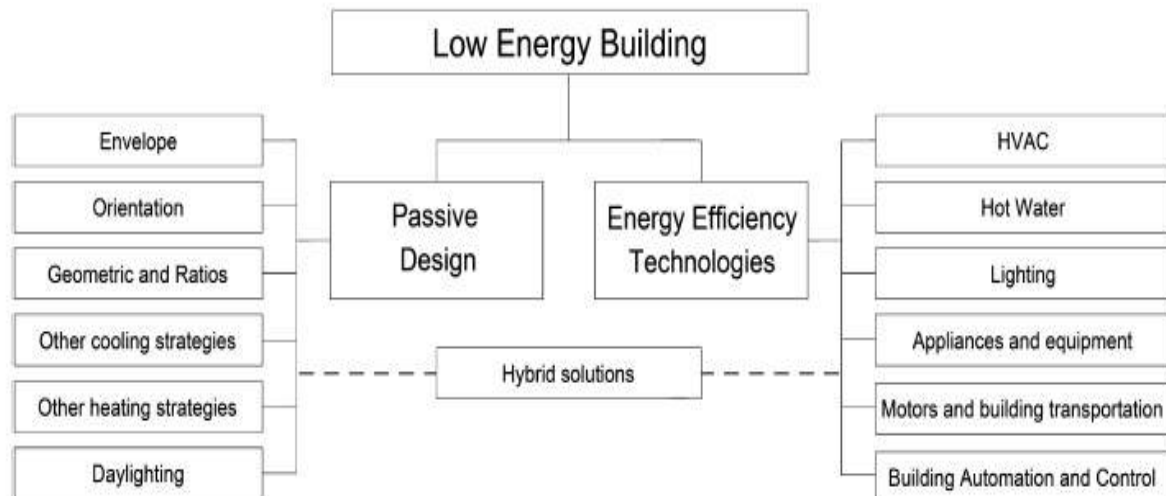 Low Energy Building
Envelope
Orientation
Geometric and Ratios
Other cooling strategies
Other heating strategies
Daylighting
Passive
Design
Energy Efficiency
Technologies
Hybrid solutions
HVAC
Hot Water
Lighting
Appliances and equipment
Motors and building transportation
Building Automation and Control